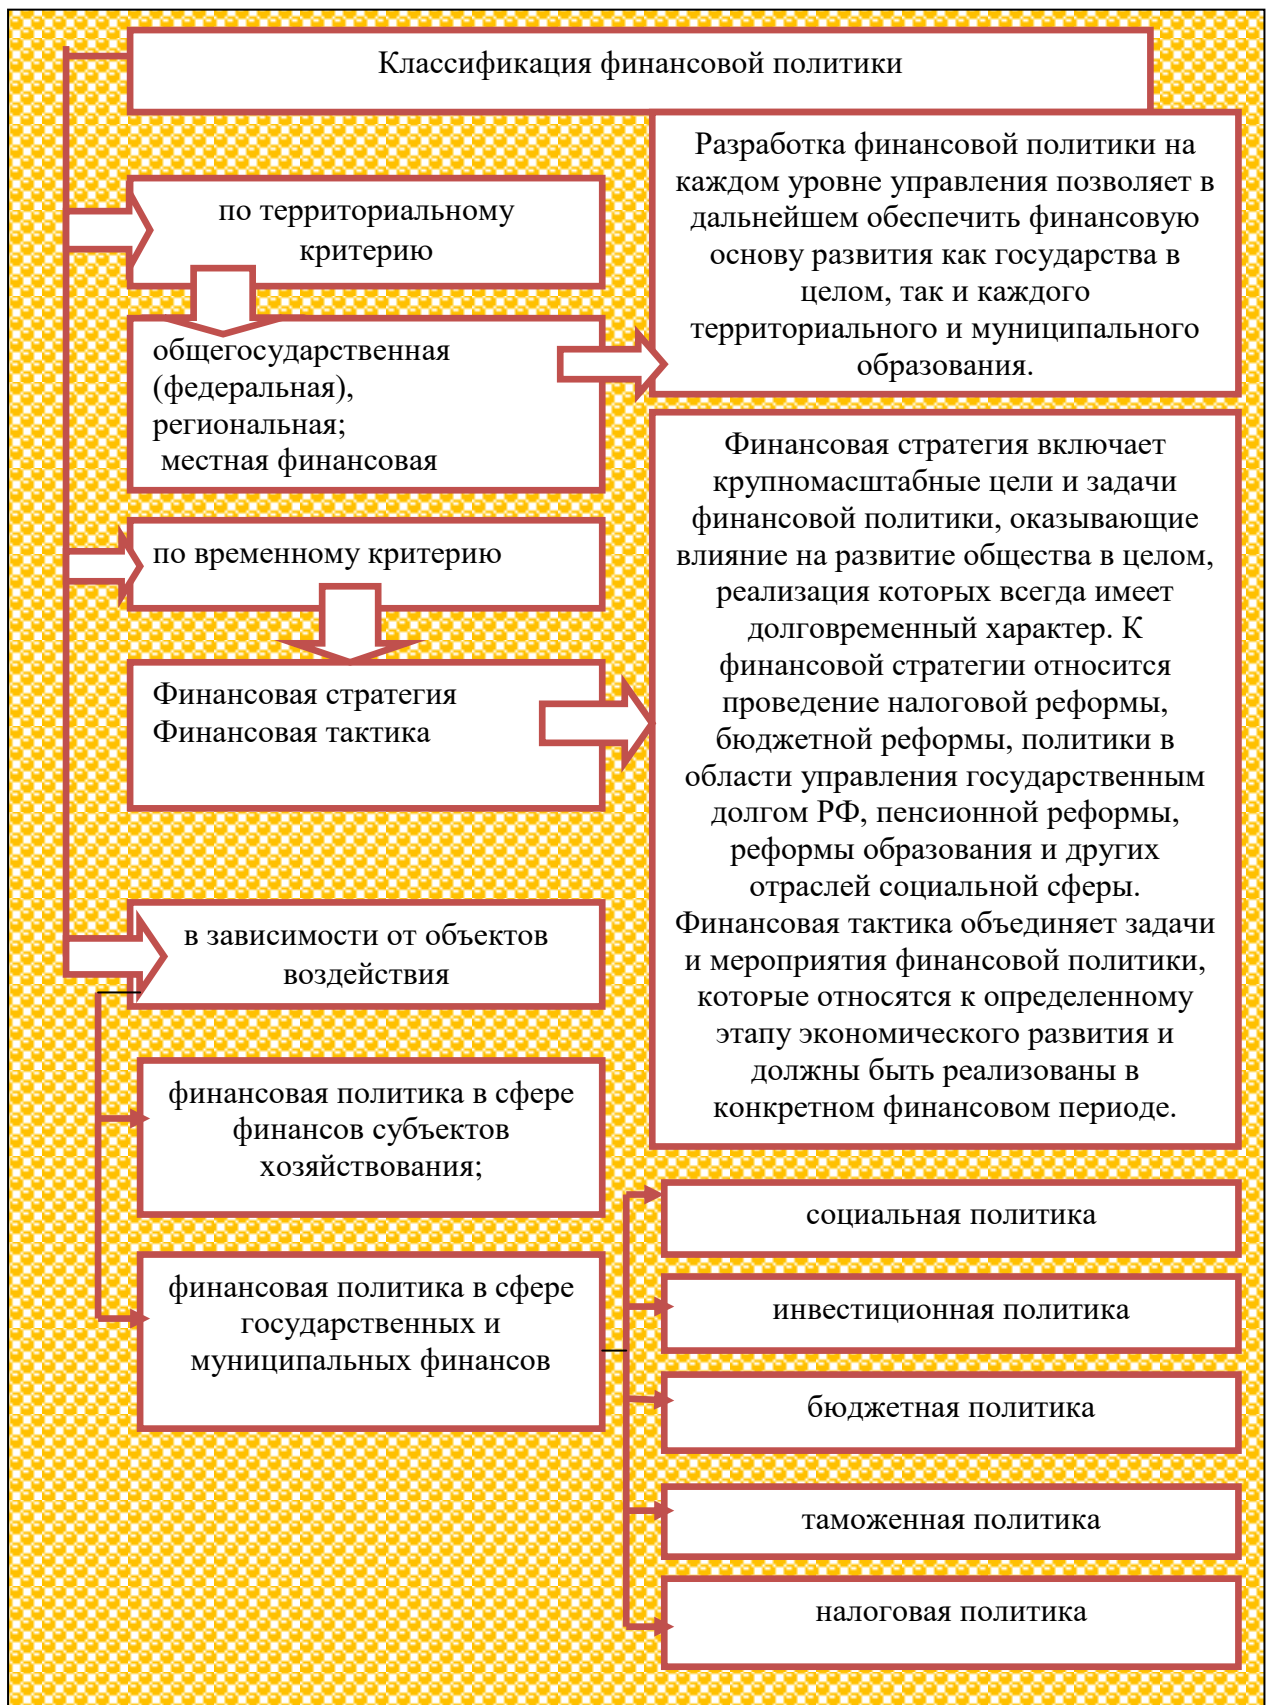 Классификация финансовой политики
по территориальному
критерию
общегосударственная
(федеральная),
региональная;
местная финансовая
Разработка финансовой политики на
каждом уровне управления позволяет в
дальнейшем обеспечить финансовую
основу развития как государства в
целом, так и каждого
территориального и муниципального
образования.
по временному критерию
Финансовая стратегия
Финансовая тактика
Финансовая стратегия включает
крупномасштабные цели и задачи
финансовой политики, оказывающие
влияние на развитие общества в целом,
реализация которых всегда имеет
долговременный характер. К
финансовой стратегии относится
проведение налоговой реформы,
бюджетной реформы, политики в
области управления государственным
долгом РФ, пенсионной реформы,
реформы образования и других
отраслей социальной сферы.
Финансовая тактика объединяет задачи
и мероприятия финансовой политики,
которые относятся к определенному
этапу экономического развития и
должны быть реализованы в
конкретном финансовом периоде.
в зависимости от объектов
воздействия
финансовая политика в сфере
финансов субъектов
хозяйствования;
финансовая политика в сфере
государственных и
муниципальных финансов
социальная политика
инвестиционная политика
бюджетная политика
таможенная политика
налоговая политика